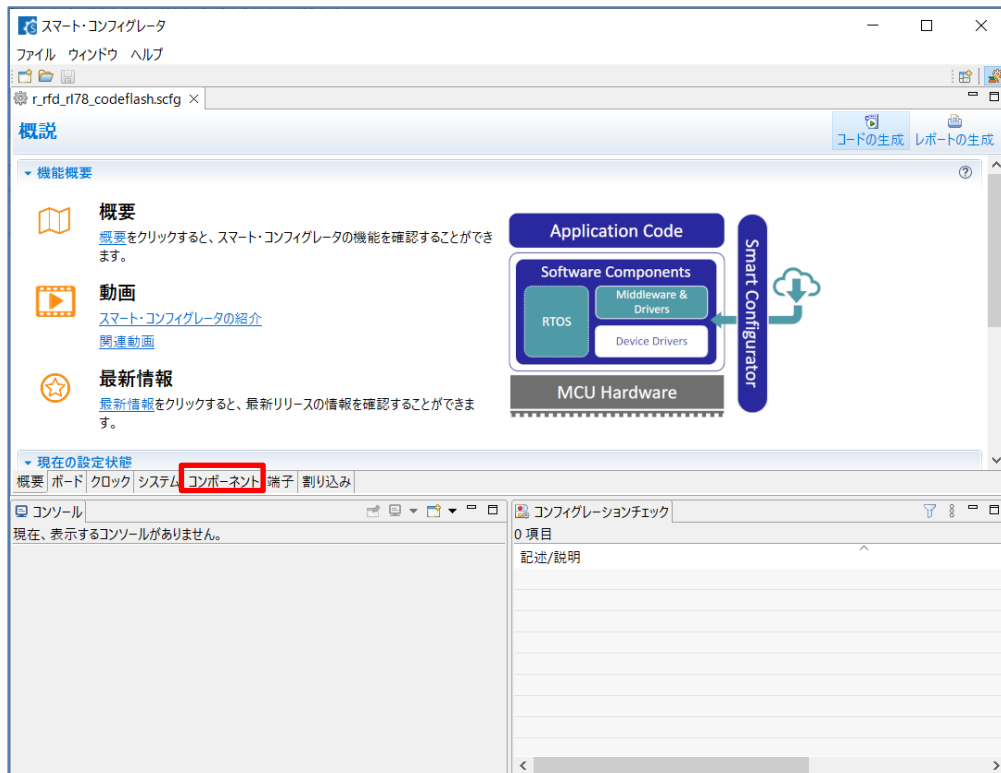 スマート・コンフィグレータ
ファイル ウィンドウ ヘルプ
r_rfd_rl78_codeflash.scfg
概説
コードの生成 レポートの生成
機能概要
概要
概要をクリックすると、スマート・コンフィグレータの機能を確認することができ
ます。
動画
スマート・コンフィグレータの紹介
関連動画
最新情報
最新情報をクリックすると、最新リリースの情報を確認することができま
す。
Application Code
Software Components
RTOS
Middleware &
Drivers
Device Drivers
MCU Hardware
Smart Configurator
現在の設定状態
概要 ボード クロック システム コンポーネント 端子 割り込み
コンソール
現在、表示するコンソールがありません。
コンフィグレーションチェック
0 項目
記述/説明